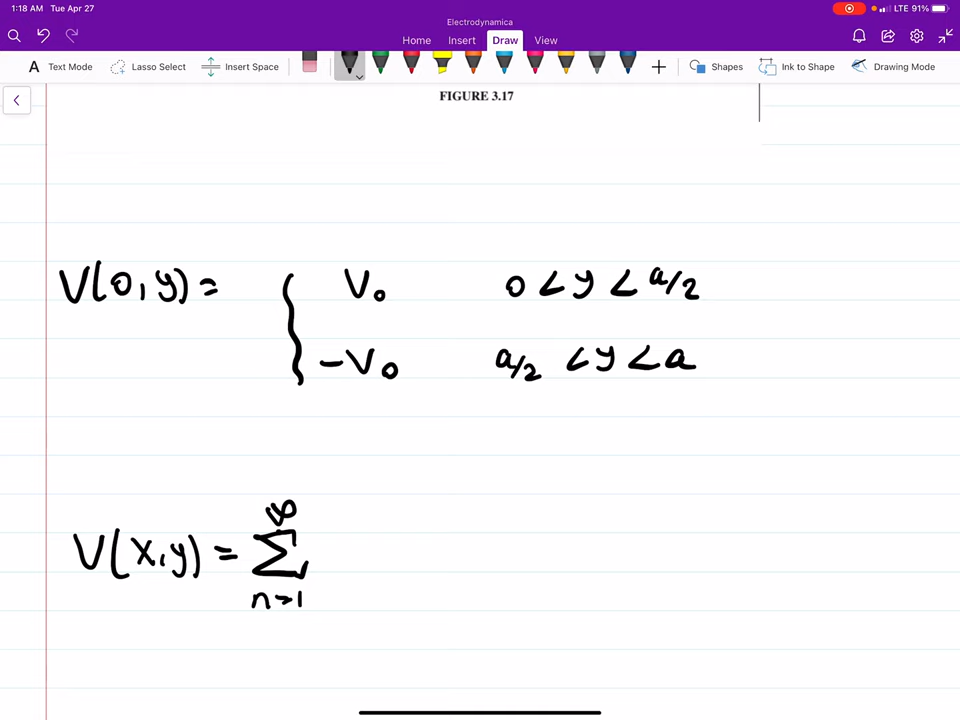 1:18 AM Tue Apr 27
LTE 91%
Electrodynamica
Home Insert Draw View
A Text Mode Lasso Select Insert Space Shapes Ink to Shape Drawing Mode
FIGURE 3.17
V(0,y) = { V₀ 0 < y < a/2
-V₀ a/2 < y < a
V(x,y) = ∑
∞
n=1